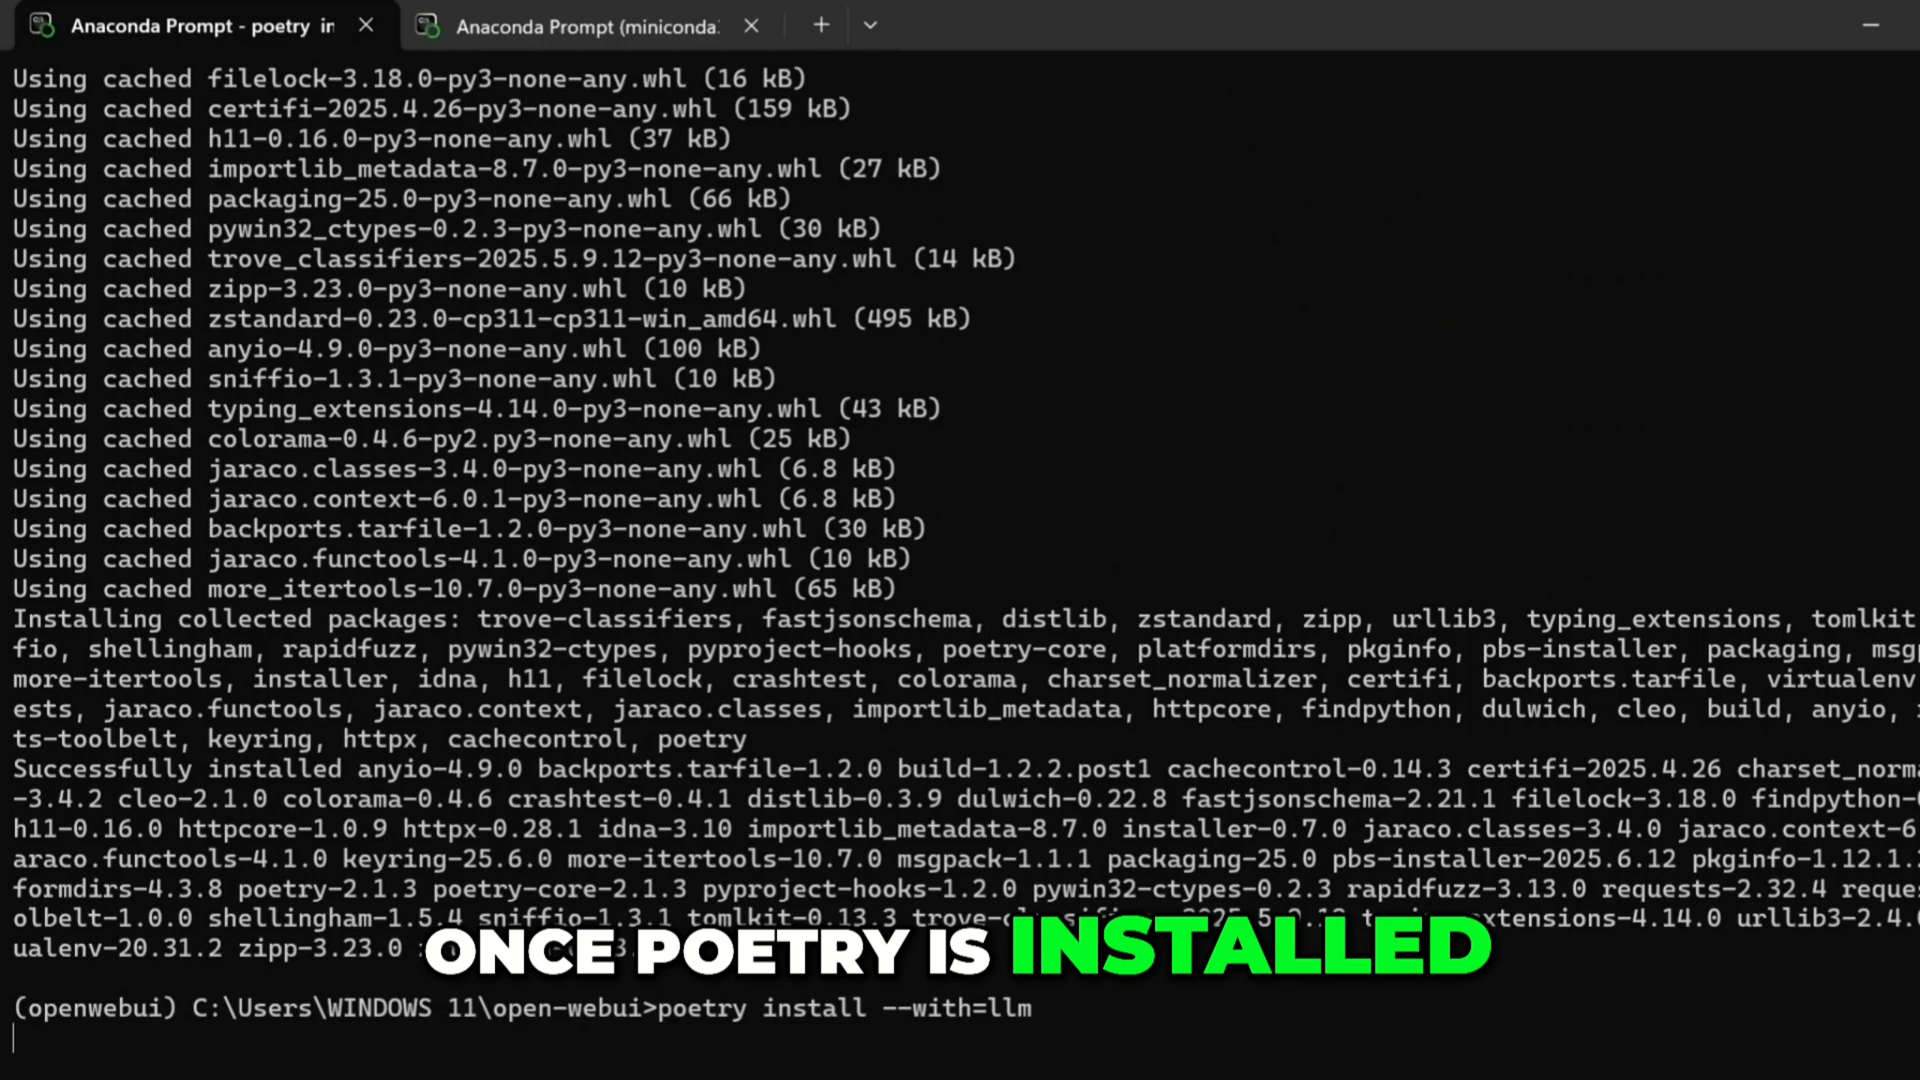 Anaconda Prompt - poetry in
Anaconda Prompt (miniconda
Using cached filelock-3.18.0-py3-none-any.whl (16 kB)
Using cached certifi-2025.4.26-py3-none-any.whl (159 kB)
Using cached h11-0.16.0-py3-none-any.whl (37 kB)
Using cached importlib_metadata-8.7.0-py3-none-any.whl (27 kB)
Using cached packaging-25.0-py3-none-any.whl (66 kB)
Using cached pywin32_ctypes-0.2.3-py3-none-any.whl (30 kB)
Using cached trove_classifiers-2025.5.9.12-py3-none-any.whl (14 kB)
Using cached zipp-3.23.0-py3-none-any.whl (10 kB)
Using cached zstandard-0.23.0-cp311-cp311-win_amd64.whl (495 kB)
Using cached anyio-4.9.0-py3-none-any.whl (100 kB)
Using cached sniffio-1.3.1-py3-none-any.whl (10 kB)
Using cached typing_extensions-4.14.0-py3-none-any.whl (43 kB)
Using cached colorama-0.4.6-py2.py3-none-any.whl (25 kB)
Using cached jaraco.classes-3.4.0-py3-none-any.whl (6.8 kB)
Using cached jaraco.context-6.0.1-py3-none-any.whl (6.8 kB)
Using cached backports.tarfile-1.2.0-py3-none-any.whl (30 kB)
Using cached jaraco.functools-4.1.0-py3-none-any.whl (10 kB)
Using cached more_itertools-10.7.0-py3-none-any.whl (65 kB)
Installing collected packages: trove-classifiers, fastjsonschema, distlib, zstandard, zipp, urllib3, typing_extensions, tomlkit
fio, shellingham, rapidfuzz, pywin32-ctypes, pyproject-hooks, poetry-core, platformdirs, pkginfo, pbs-installer, packaging, msg
more-itertools, installer, idna, h11, filelock, crashtest, colorama, charset_normalizer, certifi, backports.tarfile, virtualenv
ests, jaraco.functools, jaraco.context, jaraco.classes, importlib_metadata, httpcore, findpython, dulwich, cleo, build, anyio,
ts-toolbelt, keyring, httpx, cachecontrol, poetry
Successfully installed anyio-4.9.0 backports.tarfile-1.2.0 build-1.2.2.post1 cachecontrol-0.14.3 certifi-2025.4.26 charset_norma
-3.4.2 cleo-2.1.0 colorama-0.4.6 crashtest-0.4.1 distlib-0.3.9 dulwich-0.22.8 fastjsonschema-2.21.1 filelock-3.18.0 findpython-
h11-0.16.0 httpcore-1.0.9 httpx-0.28.1 idna-3.10 importlib_metadata-8.7.0 installer-0.7.0 jaraco.classes-3.4.0 jaraco.context-6
araco.functools-4.1.0 keyring-25.6.0 more-itertools-10.7.0 msgpack-1.1.1 packaging-25.0 pbs-installer-2025.6.12 pkginfo-1.12.1.
formdirs-4.3.8 poetry-2.1.3 poetry-core-2.1.3 pyproject-hooks-1.2.0 pywin32-ctypes-0.2.3 rapidfuzz-3.13.0 requests-2.32.4 reque
olbelt-1.0.0 shellingham-1.5.4 sniffio-1.3.1 tomlkit-0.13.3 extensions-4.14.0 urllib3-2.4.
ualenv-20.31.2 zipp-3.23.0
ONCE POETRY IS INSTALLED
(openwebui) C:\Users\WINDOWS 11\open-webui>poetry install --with=llm